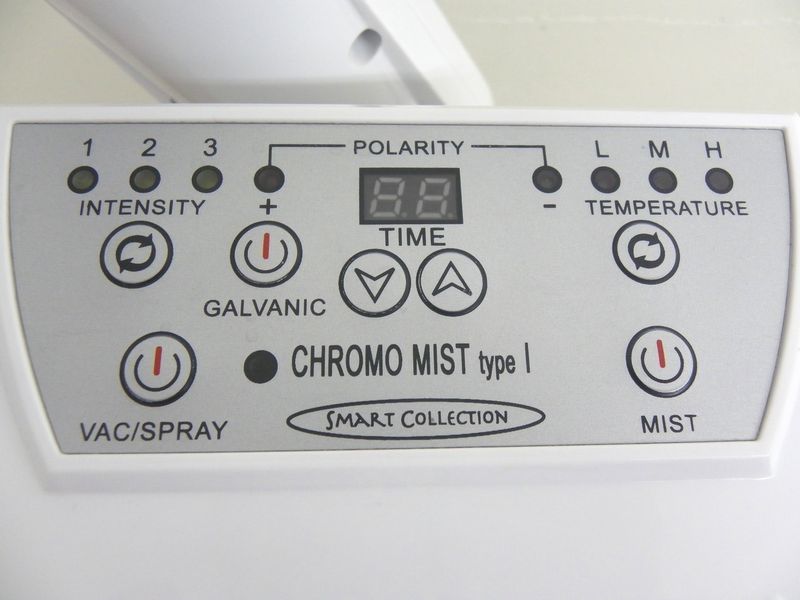 1 2 3 POLARITY L M H
INTENSITY + - TEMPERATURE
TIME
GALVANIC
CHROMO MIST type I
VAC/SPRAY SMART COLLECTION MIST